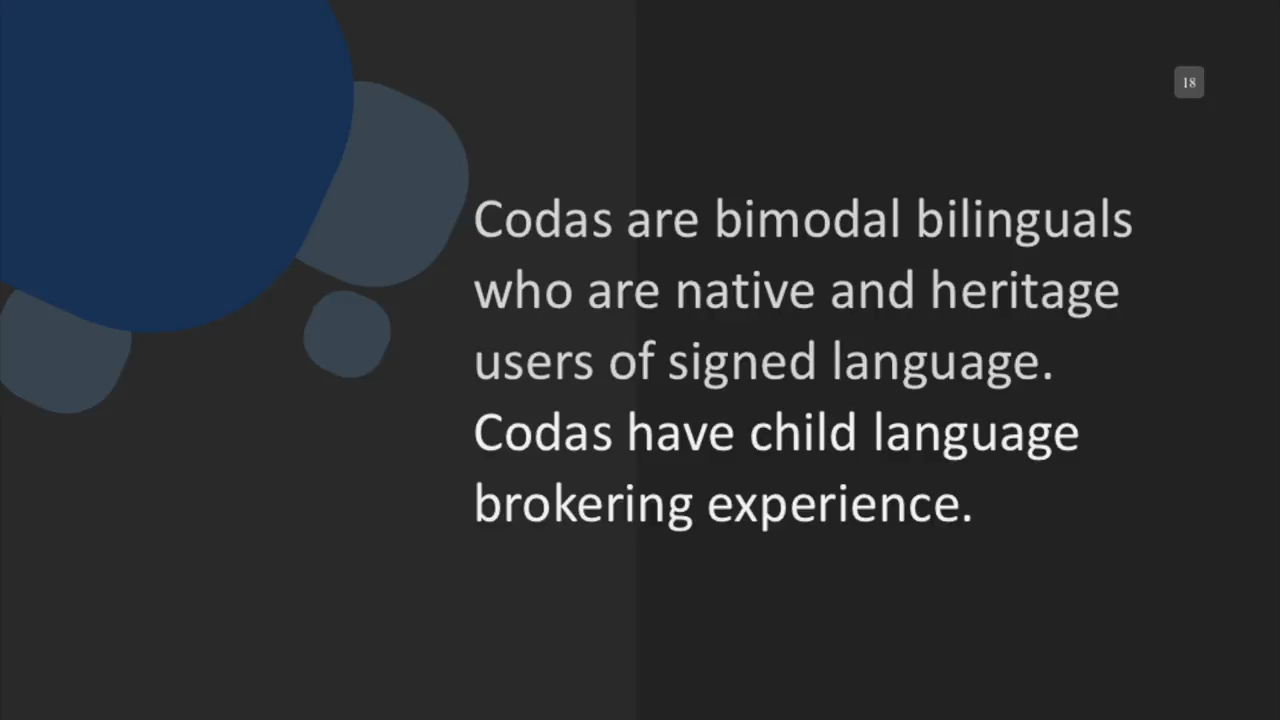 18
Codas are bimodal bilinguals
who are native and heritage
users of signed language.
Codas have child language
brokering experience.